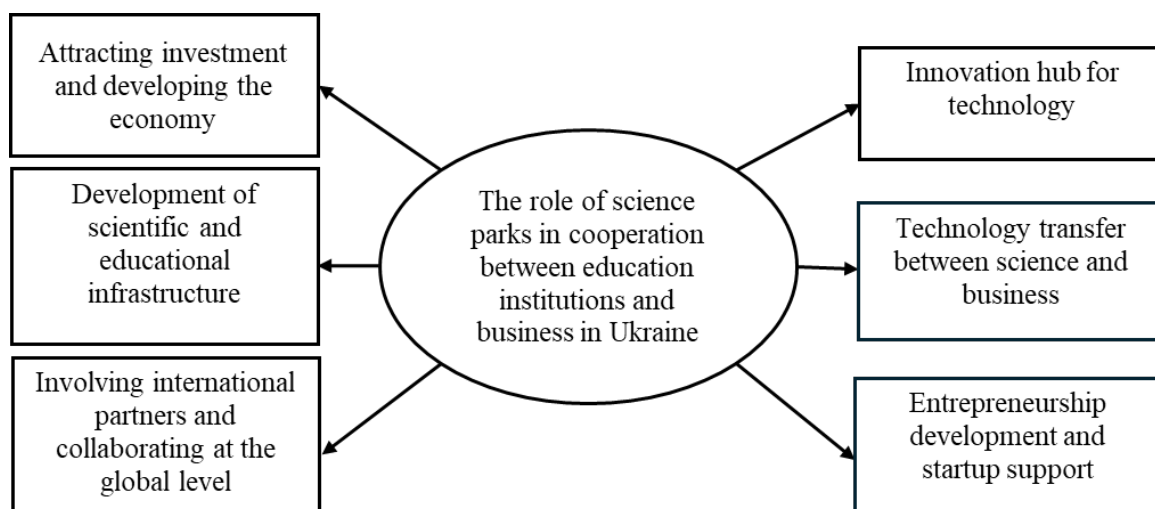 Attracting investment
and developing the
economy
Development of
scientific and
educational
infrastructure
Involving international
partners and
collaborating at the
global level
The role of science
parks in cooperation
between education
institutions and
business in Ukraine
Innovation hub for
technology
Technology transfer
between science and
business
Entrepreneurship
development and
startup support